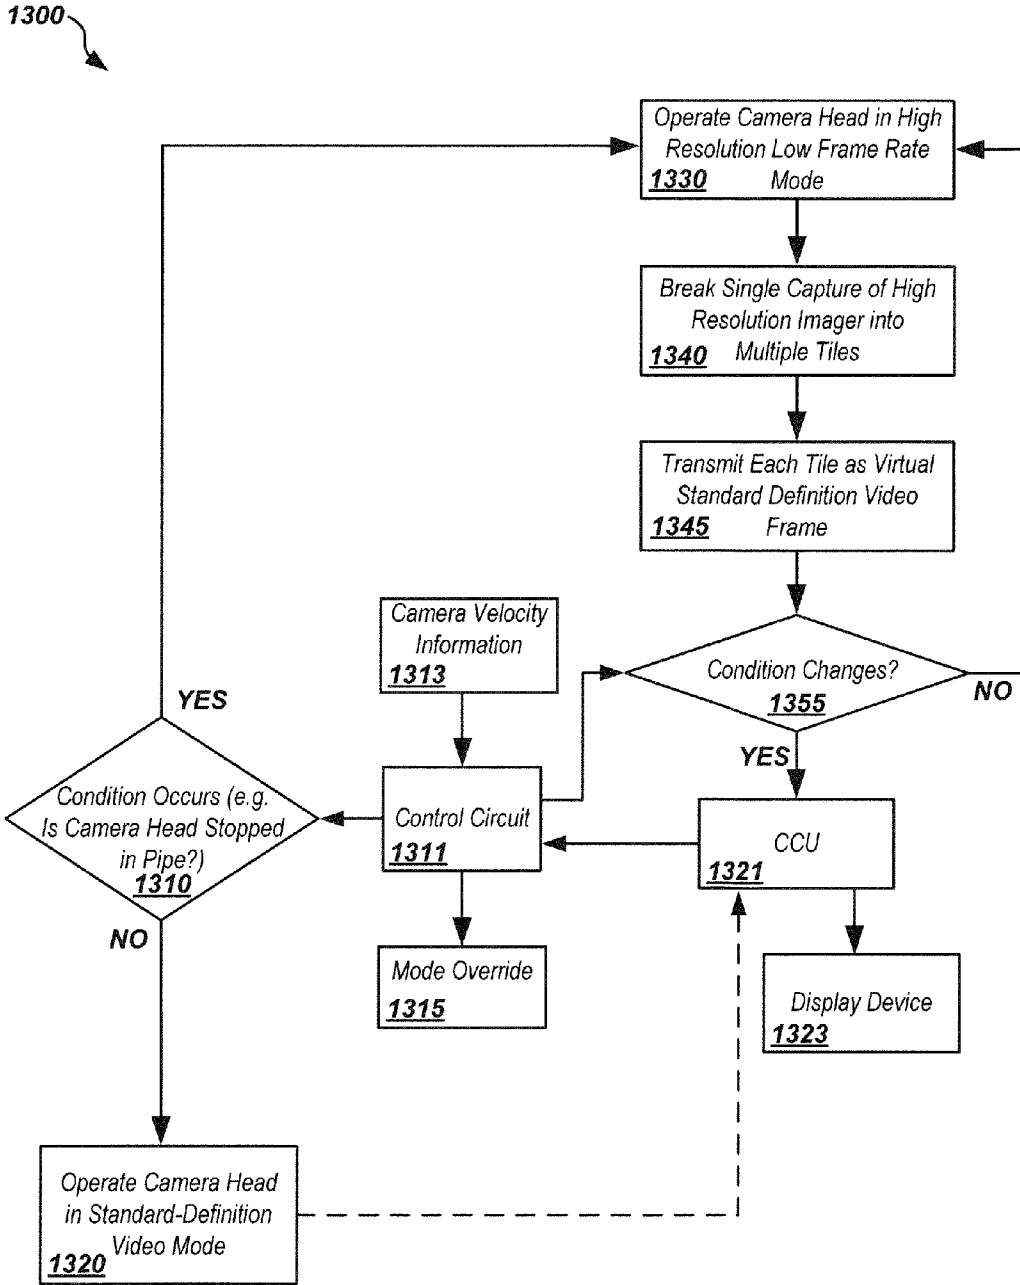 1300
Operate Camera Head in High
Resolution Low Frame Rate
1330 Mode
Break Single Capture of High
Resolution Imager into
1340 Multiple Tiles
Transmit Each Tile as Virtual
Standard Definition Video
1345 Frame
Camera Velocity
Information
1313
Condition Changes?
1355
NO
YES
YES
Condition Occurs (e.g.
Is Camera Head Stopped
in Pipe?)
1310
Control Circuit
1311
CCU
1321
NO
Mode Override
1315
Display Device
1323
Operate Camera Head
in Standard-Definition
Video Mode
1320